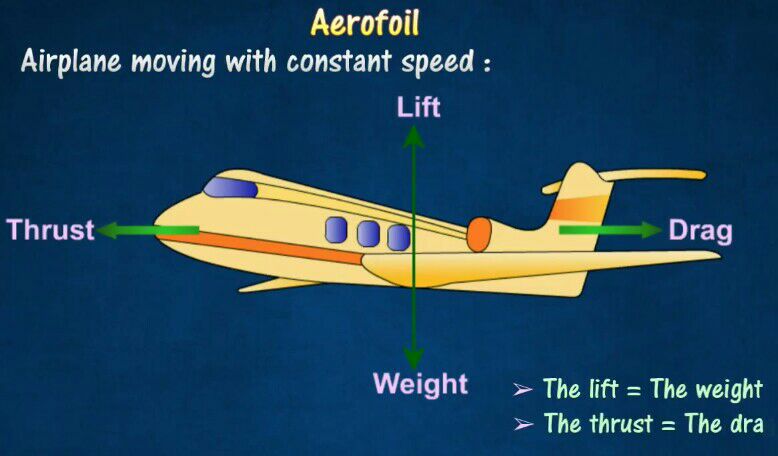 Aerofoil
Airplane moving with constant speed :
Lift
Thrust
Drag
Weight
➢ The lift = The weight
➢ The thrust = The dra